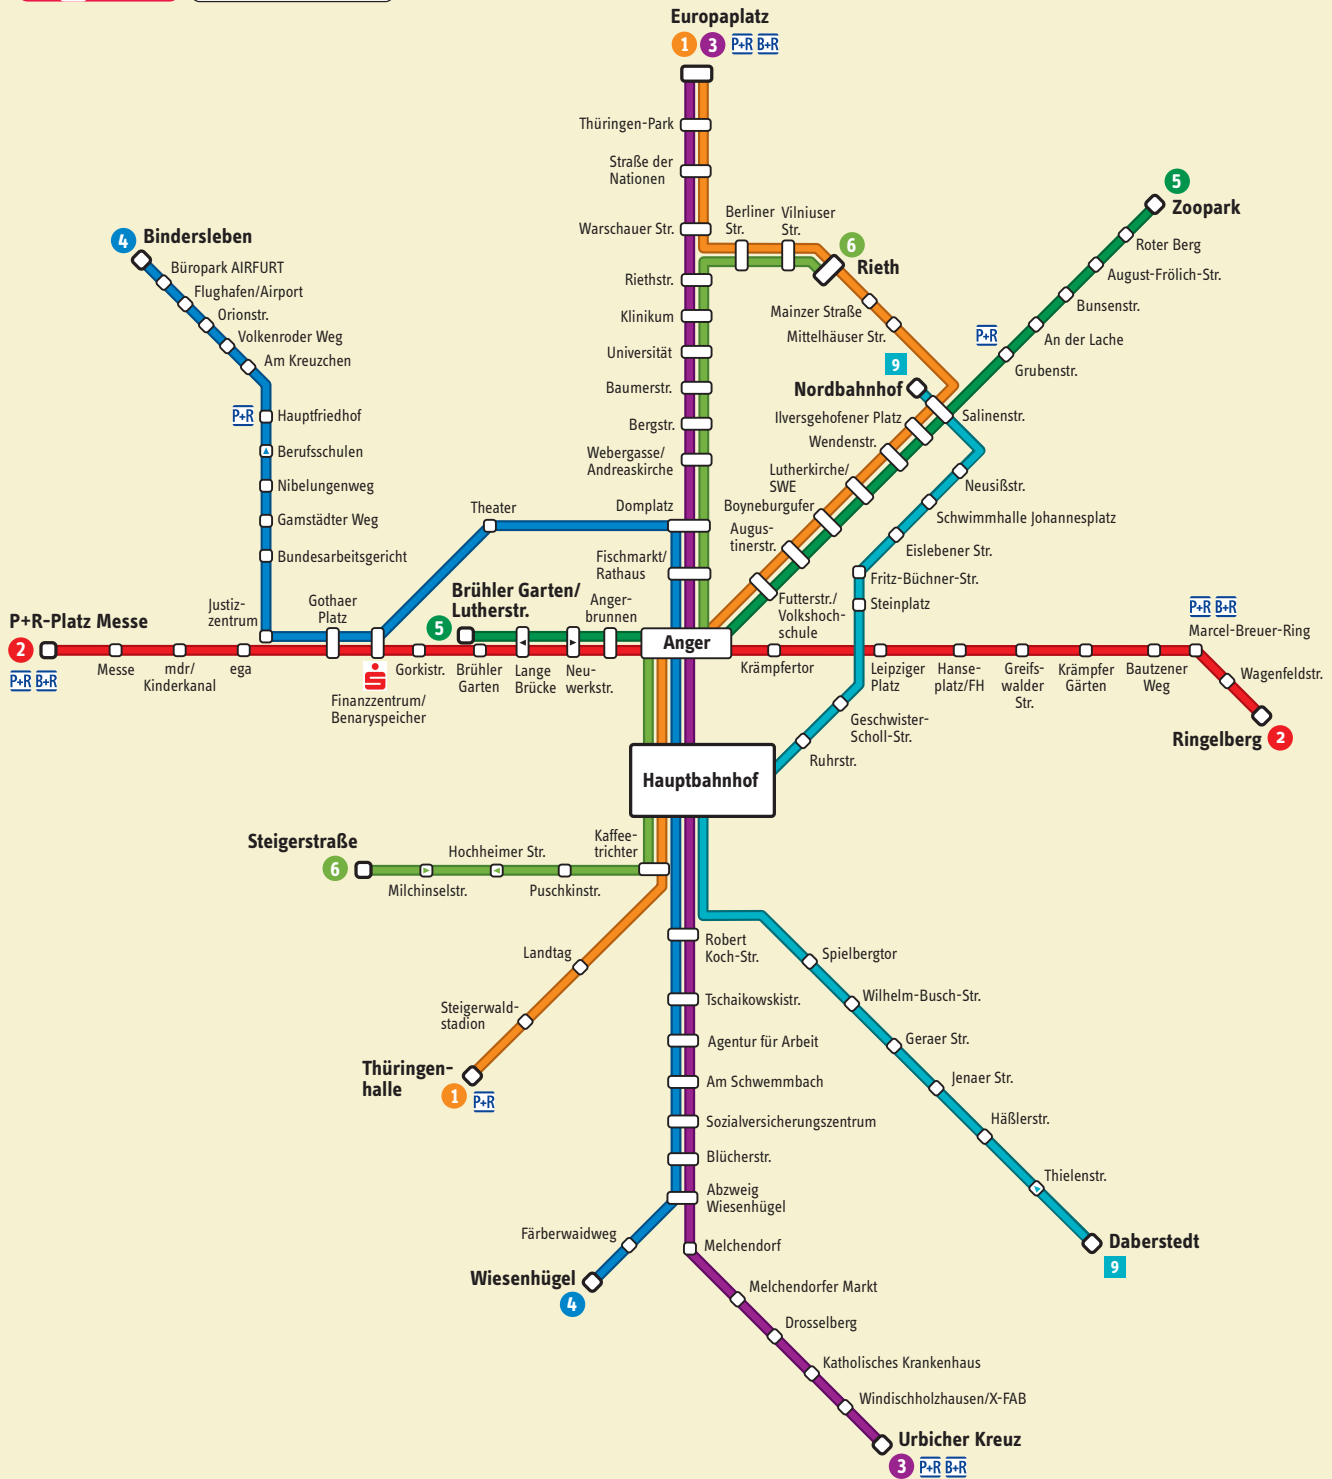 Europaplatz
1 3 P+R B+R
Thüringen-Park
Straße der
Nationen
Warschauer Str.
Berliner
Str.
Vilniuser
Str.
6
Rieth
5
Zoopark
Roter Berg
August-Frölich-Str.
Bunsenstr.
An der Lache
P+R
Grubenstr.
4 Bindersleben
Büropark AIRFURT
Flughafen/Airport
Orionstr.
Volkenroder Weg
Am Kreuzchen
P+R Hauptfriedhof
Berufsschulen
Nibelungenweg
Gamstädter Weg
Bundesarbeitsgericht
Riethstr.
Klinikum
Universität
Baumerstr.
Bergstr.
Webergasse/
Andreaskirche
Domplatz
Theater
Fischmarkt/
Rathaus
Mainzer Straße
Mittelhäuser Str.
9
Nordbahnhof
Salinenstr.
Ilversgehofener Platz
Wendenstr.
Lutherkirche/
SWE
Boyneburgufer
Augus-
tinerstr.
Futterstr./
Volkshoch-
schule
Neusißstr.
Schwimmhalle Johannesplatz
Eislebener Str.
Fritz-Büchner-Str.
Steinplatz
P+R-Platz Messe
2
P+R B+R
Messe
mdr/
Kinderkanal
ega
Justiz-
zentrum
Gothaer
Platz
Finanzzentrum/
Benaryspeicher
Gorkistr.
Brühler Garten/
Lutherstr.
5
Brühler
Garten
Lange
Brücke
Neu-
werkstr.
Anger-
brunnen
Anger
Krämpfertor
Leipziger
Platz
Hanse-
platz/FH
Greifs-
walder
Str.
Krämpfer
Gärten
Bautzener
Weg
P+R B+R
Marcel-Breuer-Ring
Wagenfeldstr.
Ringelberg 2
Geschwister-
Scholl-Str.
Ruhrstr.
Hauptbahnhof
Steigerstraße
6
Milchinselstr.
Hochheimer Str.
Puschkinstr.
Kaffee-
trichter
Landtag
Steigerwald-
stadion
Thüringen-
halle
1 P+R
Robert
Koch-Str.
Tschaikowskistr.
Agentur für Arbeit
Am Schwemmbach
Sozialversicherungszentrum
Blücherstr.
Abzweig
Wiesenhügel
Färberwaidweg
Wiesenhügel
4
Spielbergtor
Wilhelm-Busch-Str.
Geraer Str.
Jenaer Str.
Häßlerstr.
Thielenstr.
Daberstedt
9
Melchendorf
Melchendorfer Markt
Drosselberg
Katholisches Krankenhaus
Windischholzhausen/X-FAB
Urbicher Kreuz
3 P+R B+R